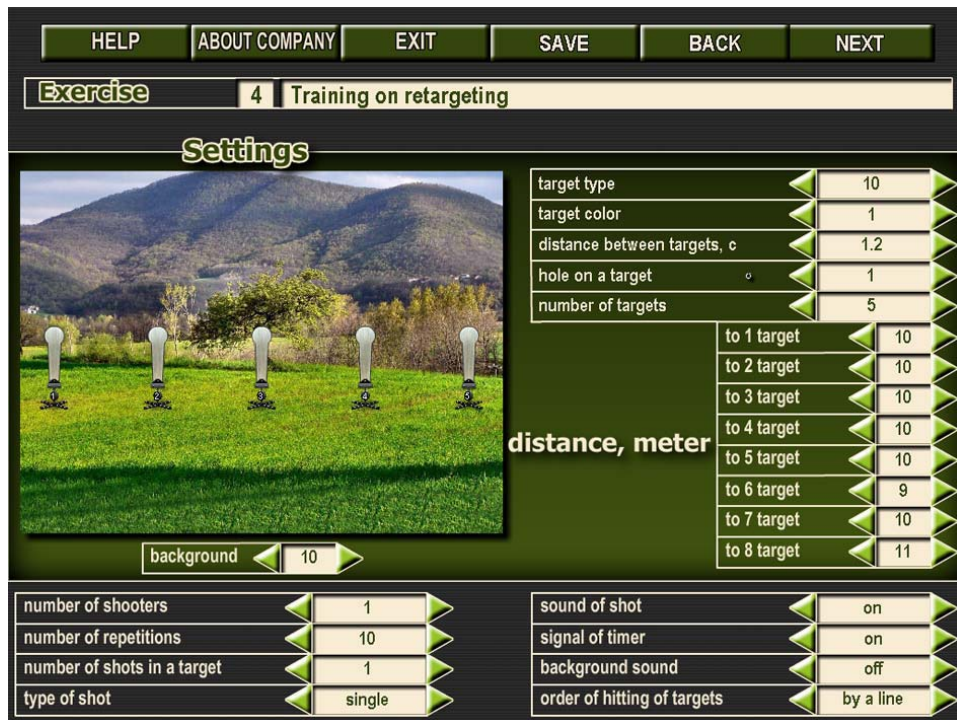 HELP ABOUT COMPANY EXIT SAVE BACK NEXT
Exercise 4 Training on retargeting
Settings
target type 10
target color 1
distance between targets, c 1.2
hole on a target 1
number of targets 5
to 1 target 10
to 2 target 10
to 3 target 10
to 4 target 10
distance, meter
to 5 target 10
to 6 target 9
to 7 target 10
to 8 target 11
1 2 3 4 5
background 10
number of shooters 1
number of repetitions 10
number of shots in a target 1
type of shot single
sound of shot on
signal of timer on
background sound off
order of hitting of targets by a line